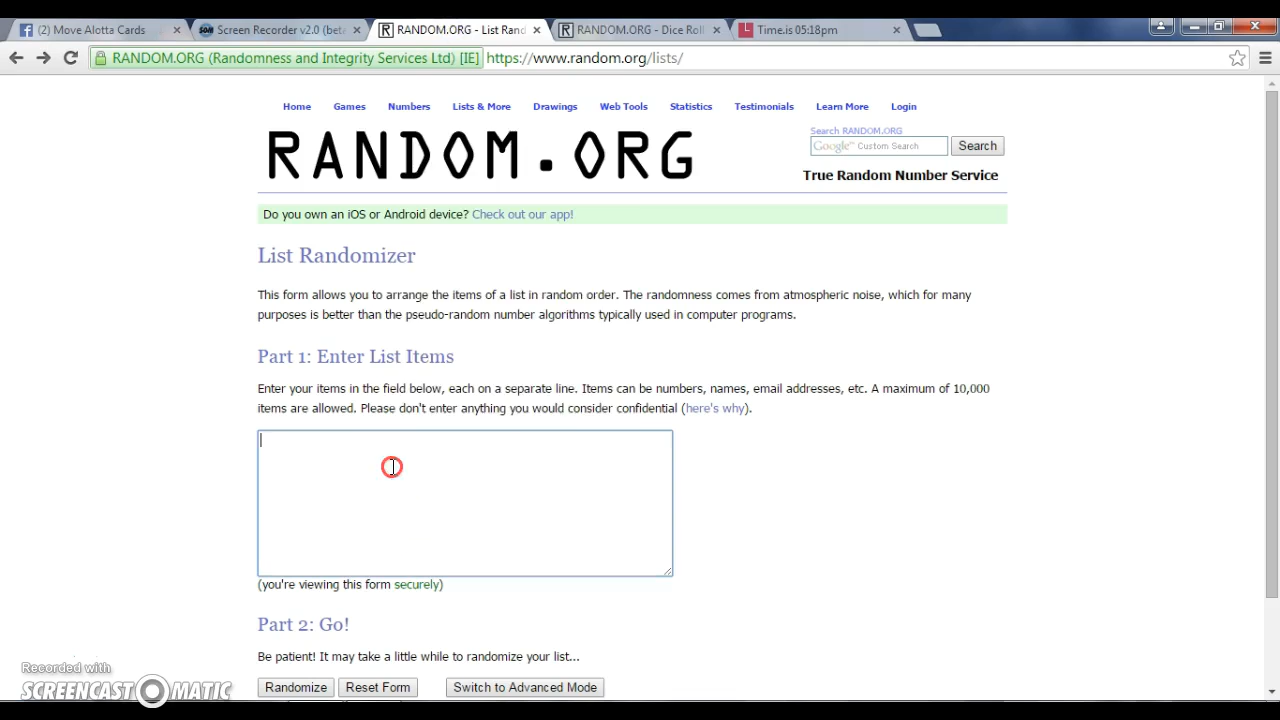 (2) Move Alotta Cards
Screen Recorder v2.0 (bet
RANDOM.ORG - List Ran
RANDOM.ORG - Dice Roll
Time.is 05:18pm
RANDOM.ORG (Randomness and Integrity Services Ltd) [IE] https://www.random.org/lists/
Home Games Numbers Lists & More Drawings Web Tools Statistics Testimonials Learn More Login
RANDOM.ORG
Search RANDOM.ORG
Google™ Custom Search Search
True Random Number Service
Do you own an iOS or Android device? Check out our app!
List Randomizer
This form allows you to arrange the items of a list in random order. The randomness comes from atmospheric noise, which for many
purposes is better than the pseudo-random number algorithms typically used in computer programs.
Part 1: Enter List Items
Enter your items in the field below, each on a separate line. Items can be numbers, names, email addresses, etc. A maximum of 10,000
items are allowed. Please don't enter anything you would consider confidential (here's why).
(you're viewing this form securely)
Part 2: Go!
Be patient! It may take a little while to randomize your list...
Randomize Reset Form Switch to Advanced Mode
Recorded with
SCREENCAST-O-MATIC